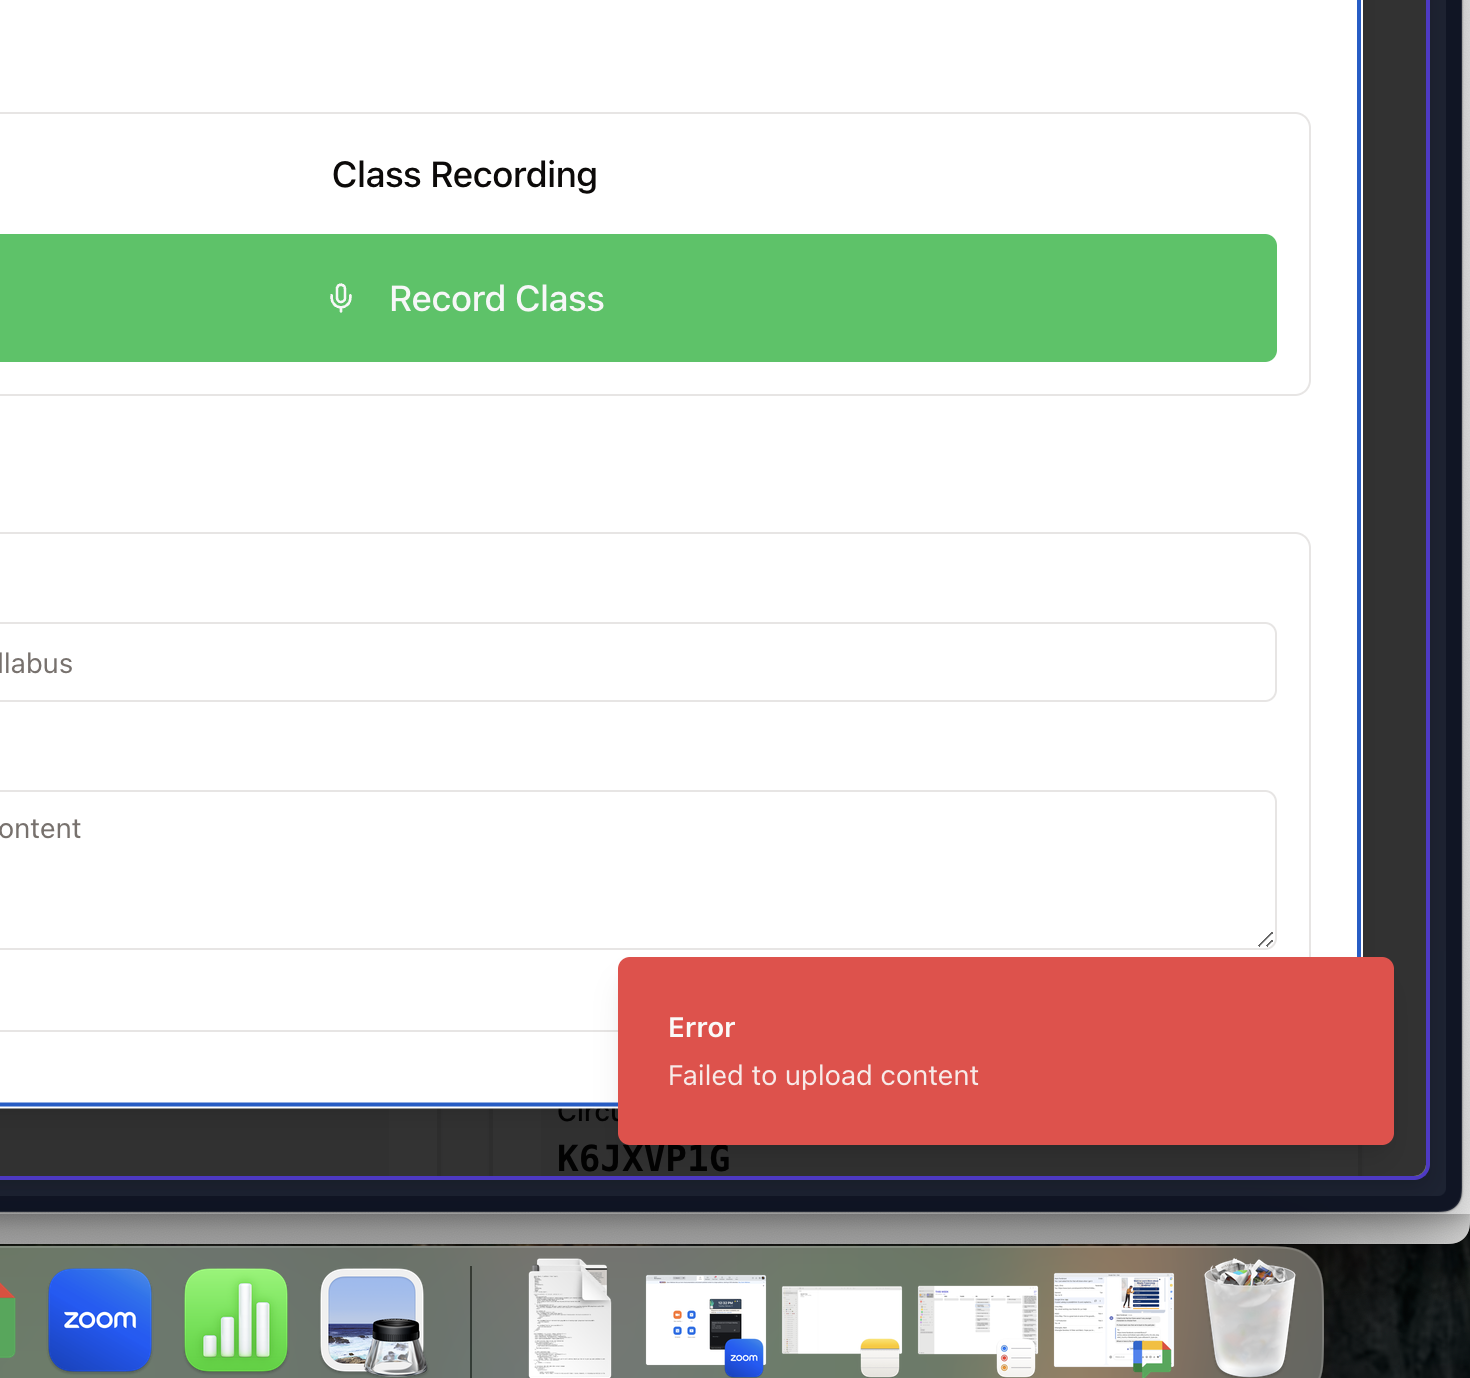 Class Recording
Record Class
llabus
ontent
Error
Failed to upload content
Circu
K6JXVP1G
zoom
zoom